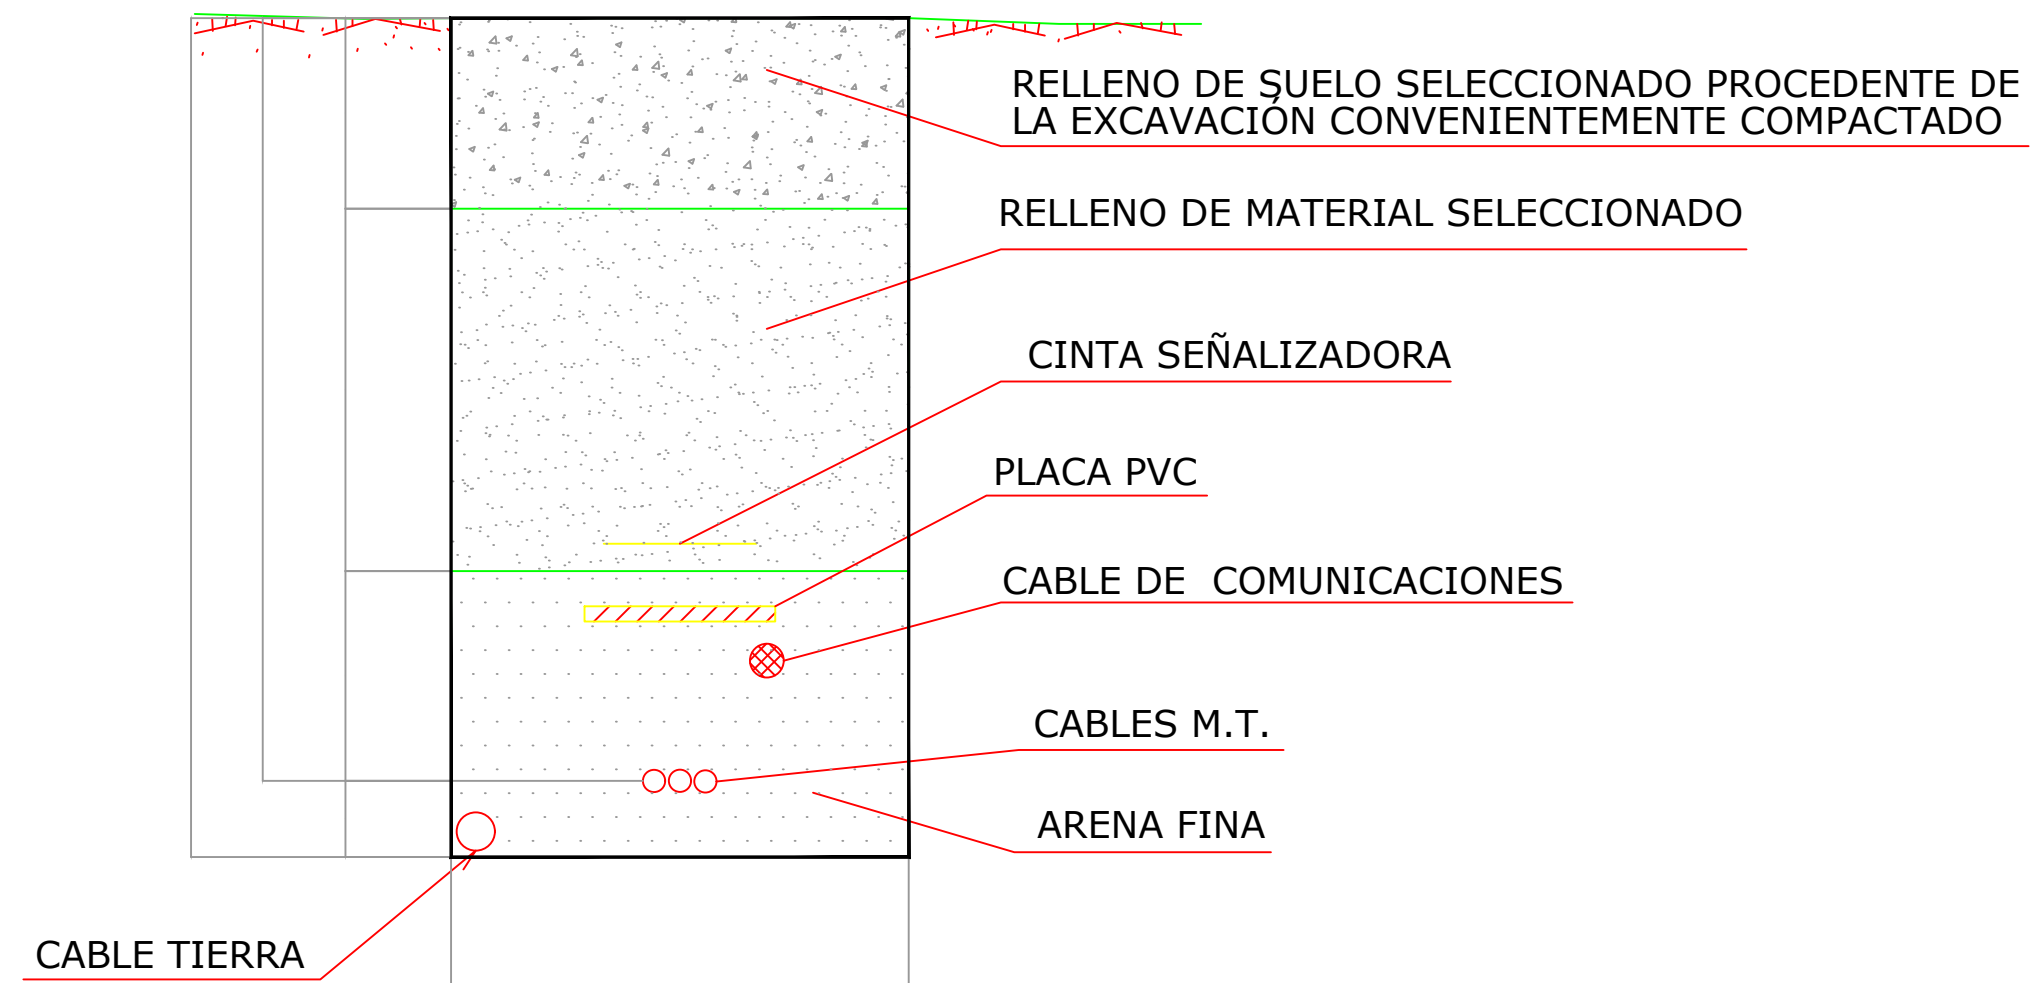 RELLENO DE SUELO SELECCIONADO PROCEDENTE DE
LA EXCAVACIÓN CONVENIENTEMENTE COMPACTADO
RELLENO DE MATERIAL SELECCIONADO
CINTA SEÑALIZADORA
PLACA PVC
CABLE DE COMUNICACIONES
CABLES M.T.
ARENA FINA
CABLE TIERRA